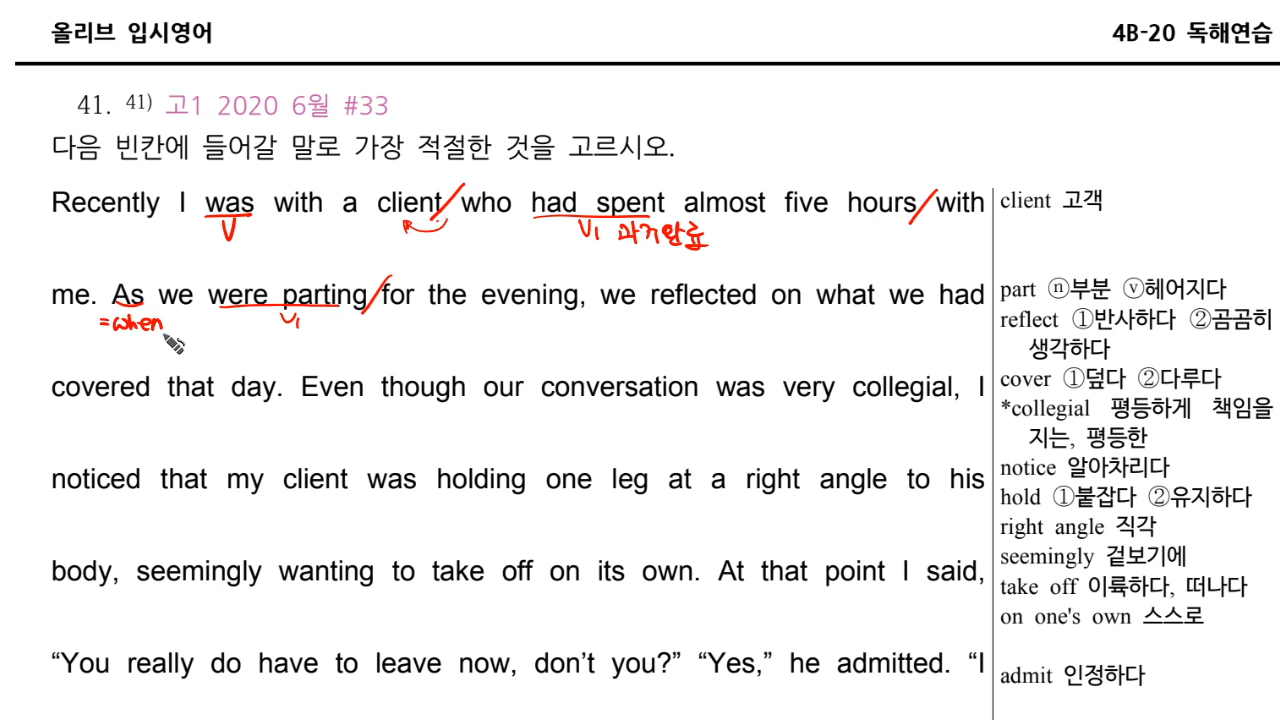 올리브 입시영어
4B-20 독해연습
41. 41) 고1 2020 6월 #33
다음 빈칸에 들어갈 말로 가장 적절한 것을 고르시오.
Recently I was with a client who had spent almost five hours with
V
V₁ 과거완료
me. As we were parting for the evening, we reflected on what we had
=when
V₁
covered that day. Even though our conversation was very collegial, I
noticed that my client was holding one leg at a right angle to his
body, seemingly wanting to take off on its own. At that point I said,
“You really do have to leave now, don’t you?” “Yes,” he admitted. “I
client 고객
part ⓝ부분 ⓥ헤어지다
reflect ①반사하다 ②곰곰히
생각하다
cover ①덮다 ②다루다
*collegial 평등하게 책임을
지는, 평등한
notice 알아차리다
hold ①붙잡다 ②유지하다
right angle 직각
seemingly 겉보기에
take off 이륙하다, 떠나다
on one's own 스스로
admit 인정하다